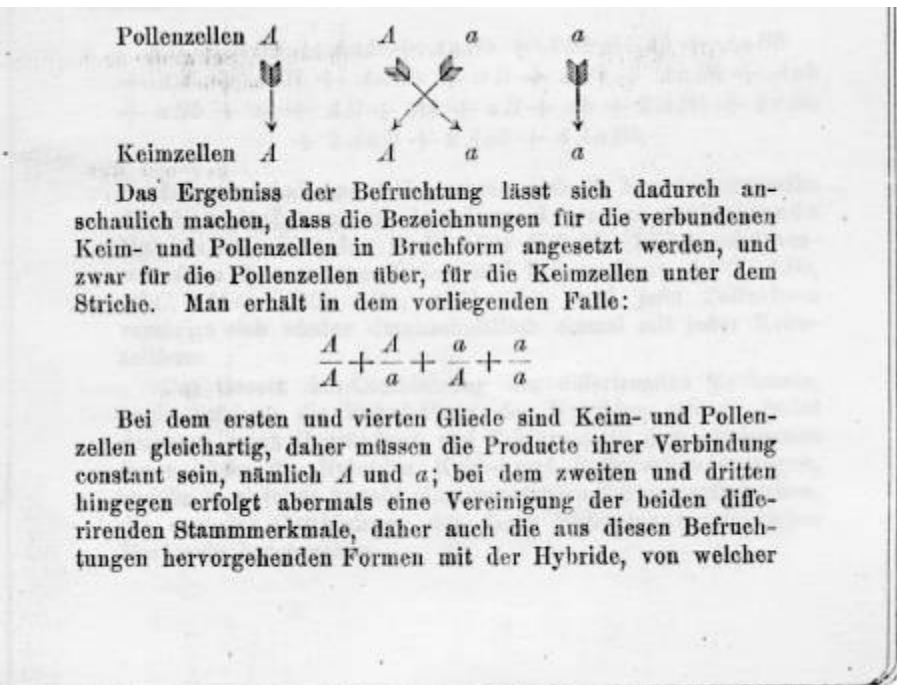 Pollenzellen A A a a
Keimzellen A A a a
Das Ergebniss der Befruchtung lässt sich dadurch an-
schaulich machen, dass die Bezeichnungen für die verbundenen
Keim- und Pollenzellen in Bruchform angesetzt werden, und
zwar für die Pollenzellen über, für die Keimzellen unter dem
Striche. Man erhält in dem vorliegenden Falle:
A/A + A/a + a/A + a/a
Bei dem ersten und vierten Gliede sind Keim- und Pollen-
zellen gleichartig, daher müssen die Producte ihrer Verbindung
constant sein, nämlich A und a; bei dem zweiten und dritten
hingegen erfolgt abermals eine Vereinigung der beiden diffe-
rirenden Stammmerkmale, daher auch die aus diesen Befruch-
tungen hervorgehenden Formen mit der Hybride, von welcher